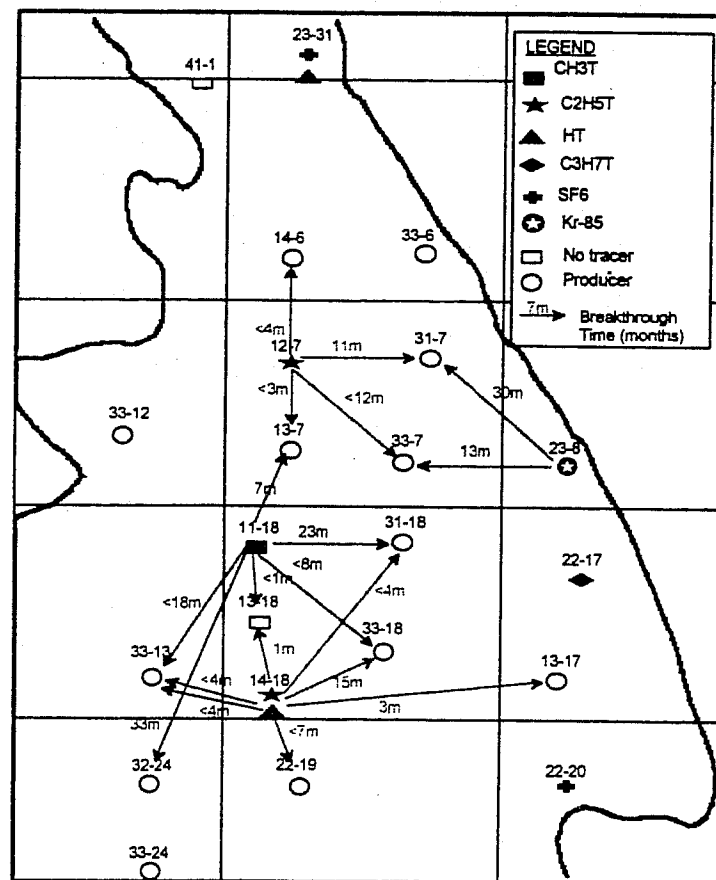 23-31
41-1
LEGEND
CH3T
C2H5T
HT
C3H7T
SF6
Kr-85
No tracer
Producer
7m
Breakthrough
Time (months)
14-6
33-6
<4m
12-7
11m
31-7
<3m
<12m
30m
33-12
13-7
33-7
13m
23-8
7m
11-18
23m
31-18
<8m
<1m
22-17
<18m
<4m
13-18
33-13
1m
33-18
13-17
<4m
14-18
15m
<4m
3m
33m
<7m
32-24
22-19
22-20
33-24